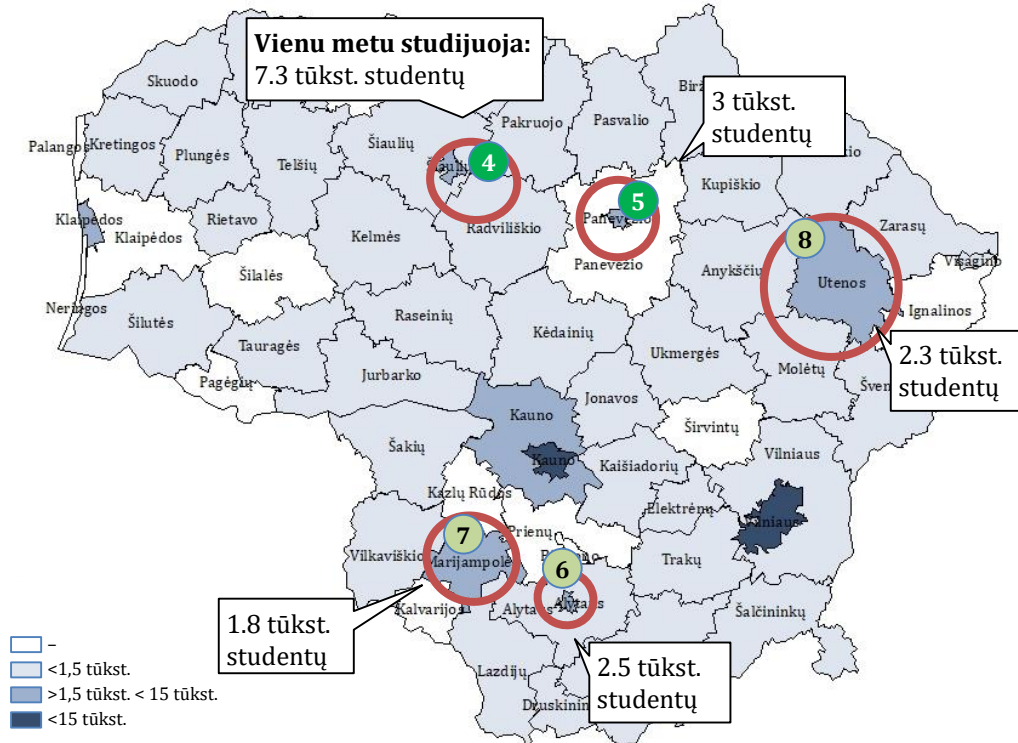 Vienu metu studijuoja:
7.3 tūkst. studentų
Skuodo
3 tūkst.
studentų
Pakruojo
Pasvalio
Palangos
Kretingos
Plungės
Telšių
Šiaulių
4
Kupiškio
5
Klaipėdos
Klaipėdos
Rietavo
Kelmės
Radviliškio
Panevėžio
Panevėžio
8
Zarasų
Šilalės
Anykščių
Utenos
Ignalinos
Neringos
Šilutės
Raseinių
Kėdainių
Tauragės
Ukmergės
Molėtų
2.3 tūkst.
studentų
Pagėgių
Jurbarko
Jonavos
Kauno
Širvintų
Šakių
Kauno
Kaišiadorių
Vilniaus
Vilniaus
Kazlų Rūdos
Elektrėnų
7
Prienų
6
Vilkaviškio
Marijampolė
Trakų
Kalvarijos
Alytaus
Alytaus
Šalčininkų
1.8 tūkst.
studentų
Lazdijų
2.5 tūkst.
studentų
–
<1,5 tūkst.
>1,5 tūkst. < 15 tūkst.
<15 tūkst.